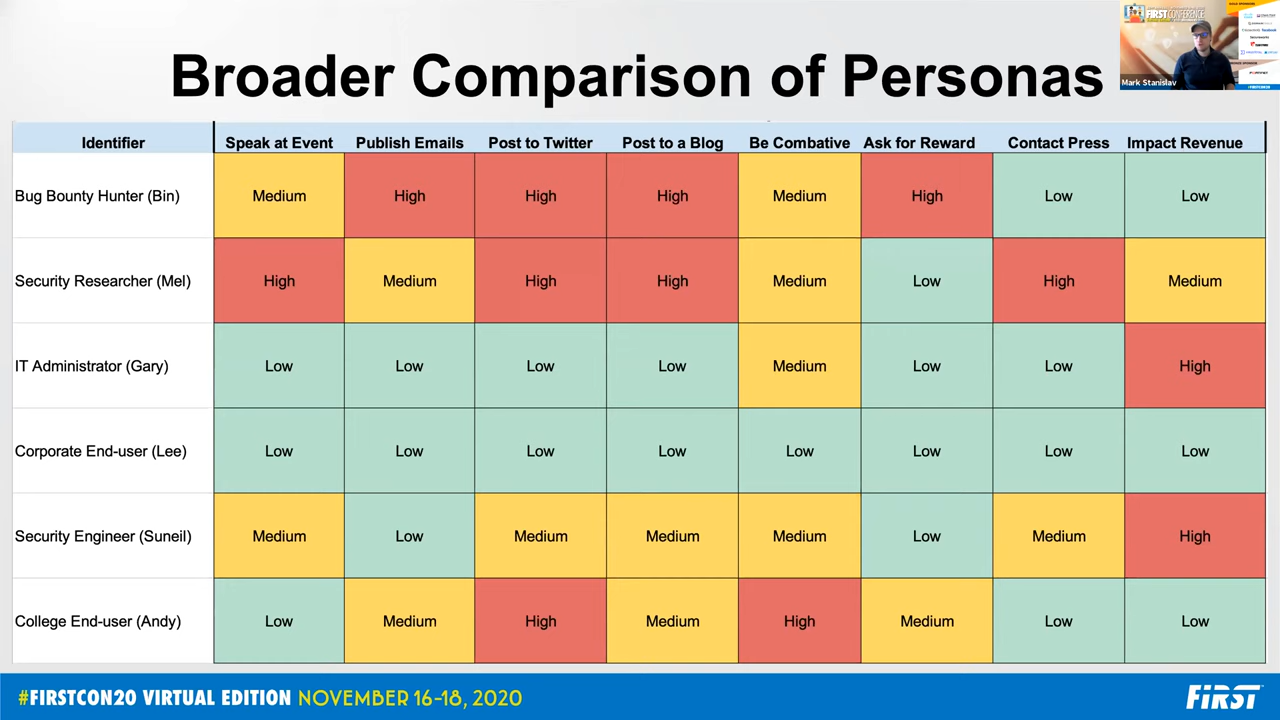 Broader Comparison of Personas
FIRSTCONFERENCE
Mark Stanislav
#FIRSTCON20
Identifier Speak at Event Publish Emails Post to Twitter Post to a Blog Be Combative Ask for Reward Contact Press Impact Revenue
Bug Bounty Hunter (Bin) Medium High High High Medium High Low Low
Security Researcher (Mel) High Medium High High Medium Low High Medium
IT Administrator (Gary) Low Low Low Low Medium Low Low High
Corporate End-user (Lee) Low Low Low Low Low Low Low Low
Security Engineer (Suneil) Medium Low Medium Medium Medium Low Medium High
College End-user (Andy) Low Medium High Medium High Medium Low Low
#FIRSTCON20 VIRTUAL EDITION NOVEMBER 16-18, 2020
FIRST